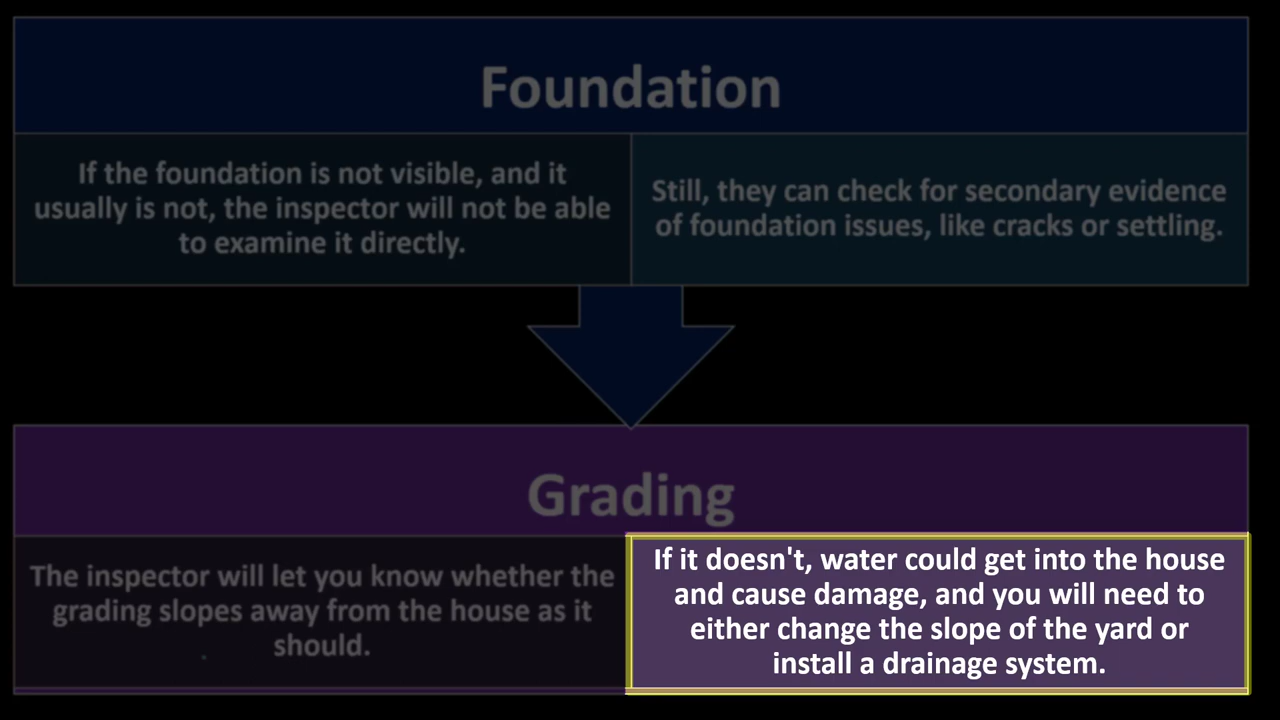 Foundation
If the foundation is not visible, and it
usually is not, the inspector will not be able
to examine it directly.
Still, they can check for secondary evidence
of foundation issues, like cracks or settling.
Grading
The inspector will let you know whether the
grading slopes away from the house as it
should.
If it doesn't, water could get into the house
and cause damage, and you will need to
either change the slope of the yard or
install a drainage system.